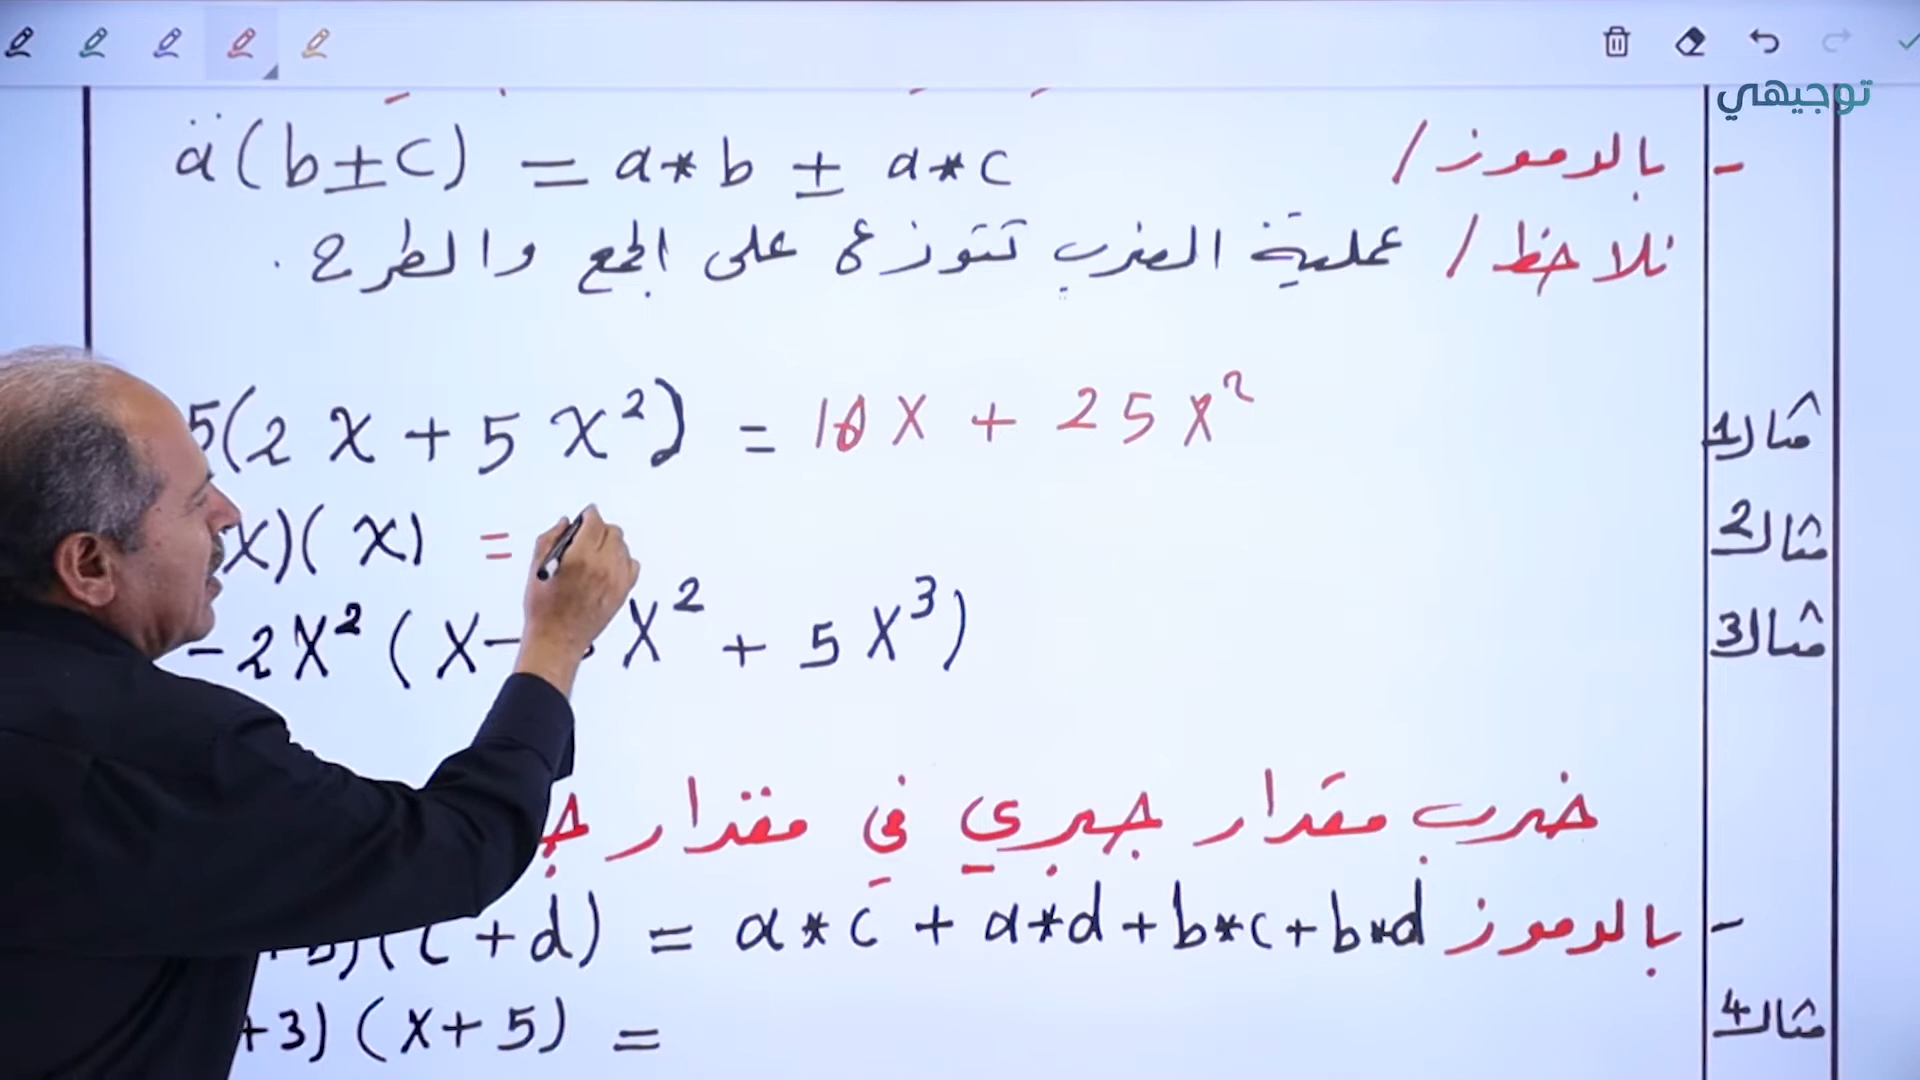 توجيهي
- بالرموز / a(b±c) = a*b ± a*c
نلاحظ / عملية الضرب تتوزع على الجمع والطرح .
مثال1 5(2x+5x²) = 10x + 25x²
مثال2 x)(x) =
مثال3 -2x²(x- x² + 5x³)
ضرب مقدار جبري في مقدار
- بالرموز +b)(c+d) = a*c + a*d + b*c + b*d
مثال4 +3)(x+5) =